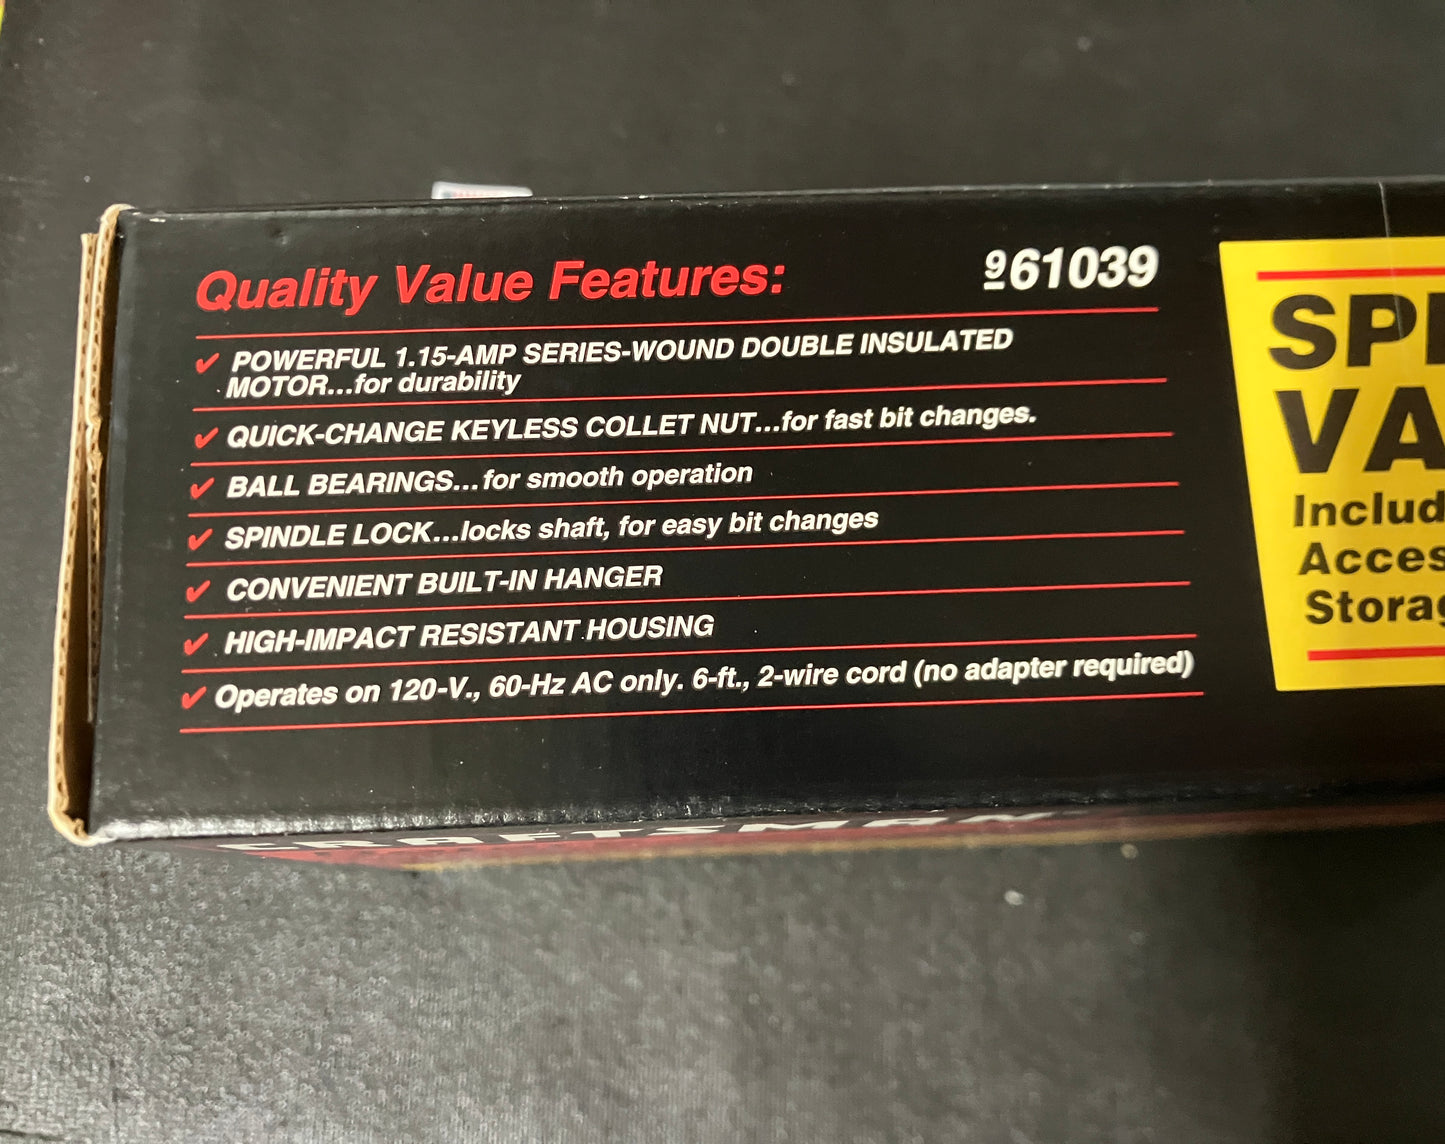 Quality Value Features:
961039
✓ POWERFUL 1.15-AMP SERIES-WOUND DOUBLE INSULATED
MOTOR...for durability
✓ QUICK-CHANGE KEYLESS COLLET NUT...for fast bit changes.
✓ BALL BEARINGS...for smooth operation
✓ SPINDLE LOCK...locks shaft, for easy bit changes
✓ CONVENIENT BUILT-IN HANGER
✓ HIGH-IMPACT RESISTANT HOUSING
✓ Operates on 120-V., 60-Hz AC only. 6-ft., 2-wire cord (no adapter required)
CRAFTSMAN